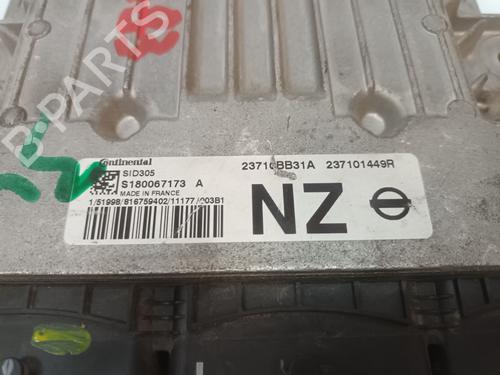 B-PARTS
Continental
SID305
S180067173 A
MADE IN FRANCE
1/51998/816759402/11177/003B1
23710BB31A 237101449R
NZ